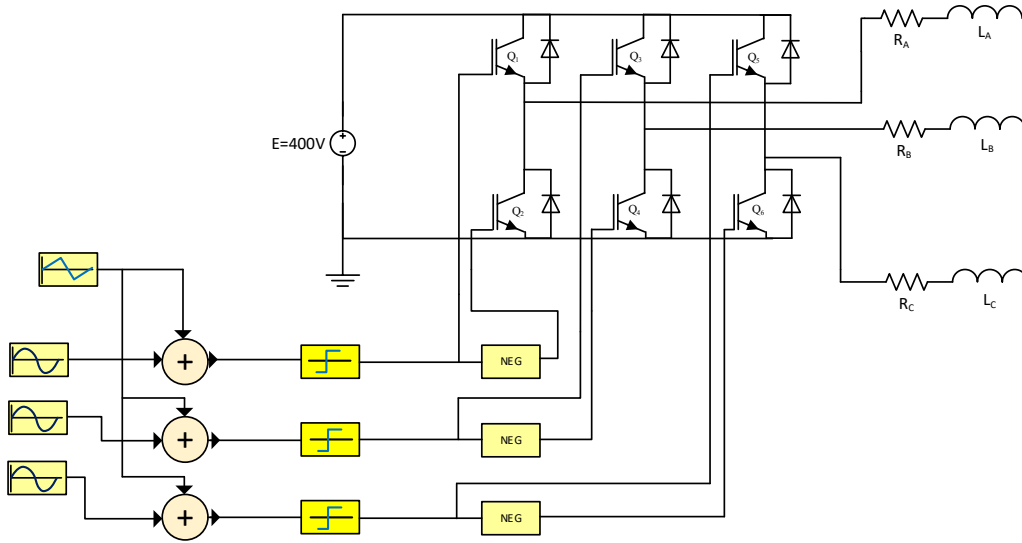 R_A
L_A
Q₁
Q₃
Q₅
E=400V
R_B
L_B
Q₂
Q₄
Q₆
R_C
L_C
NEG
NEG
NEG